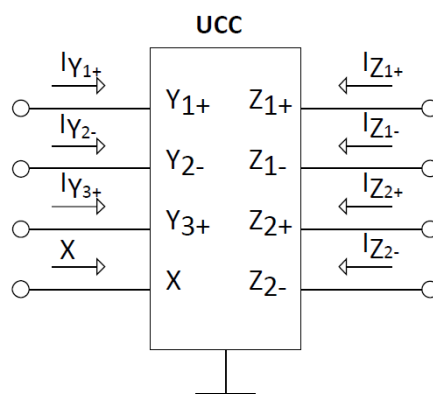 UCC
IY1+ IZ1+
Y1+ Z1+
IY2- IZ1-
Y2- Z1-
IY3+ IZ2+
Y3+ Z2+
X IZ2-
X Z2-